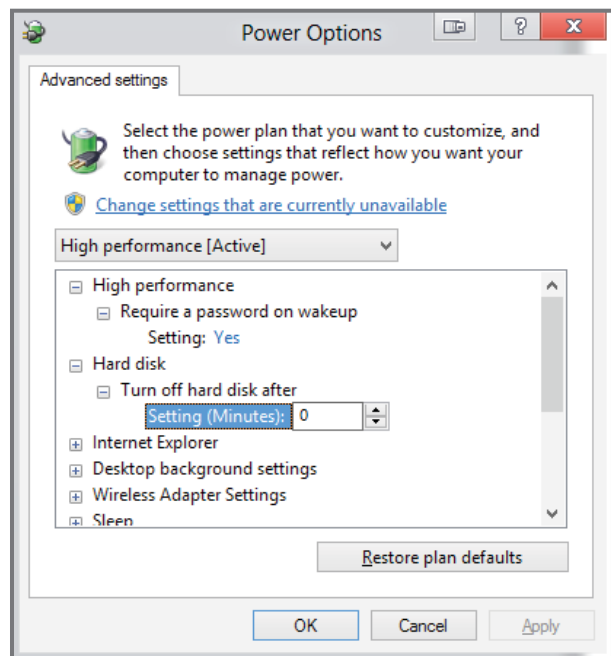 Power Options
? X
Advanced settings
Select the power plan that you want to customize, and
then choose settings that reflect how you want your
computer to manage power.
Change settings that are currently unavailable
High performance [Active]
High performance
Require a password on wakeup
Setting: Yes
Hard disk
Turn off hard disk after
Setting (Minutes): 0
Internet Explorer
Desktop background settings
Wireless Adapter Settings
Sleep
Restore plan defaults
OK Cancel Apply